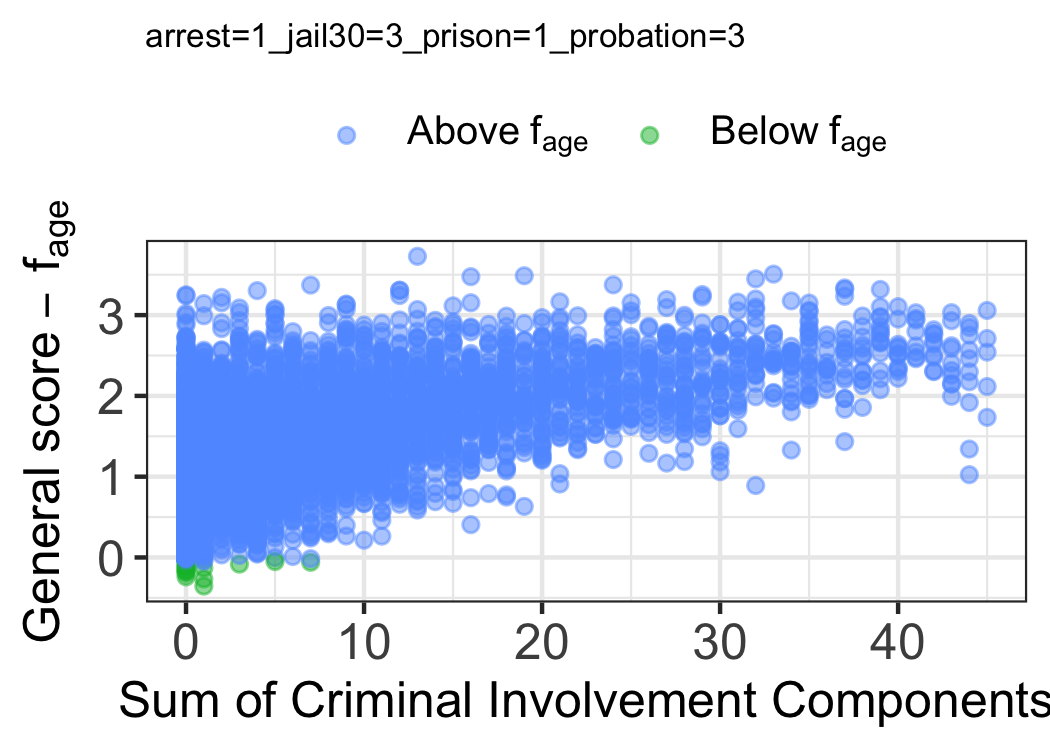 arrest=1_jail30=3_prison=1_probation=3
Above fage
Below fage
General score − fage
3
2
1
0
0
10
20
30
40
Sum of Criminal Involvement Components